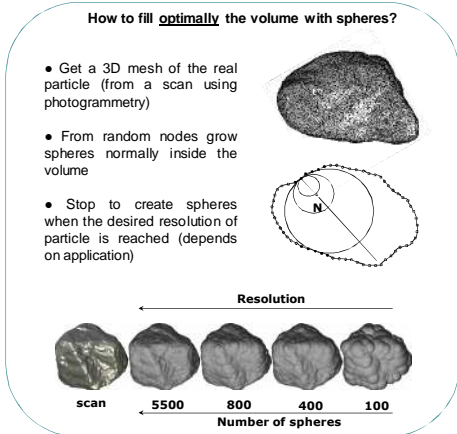 How to fill optimally the volume with spheres?
● Get a 3D mesh of the real
particle (from a scan using
photogrammetry)
● From random nodes grow
spheres normally inside the
volume
● Stop to create spheres
when the desired resolution of
particle is reached (depends
on application)
N
Resolution
scan 5500 800 400 100
Number of spheres